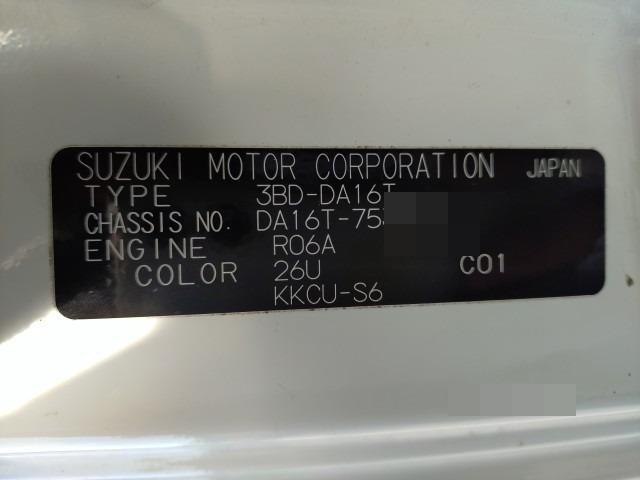 SUZUKI MOTOR CORPORATION JAPAN
TYPE 3BD-DA16T
CHASSIS NO. DA16T-75
ENGINE R06A
COLOR 26U C01
KKCU-S6